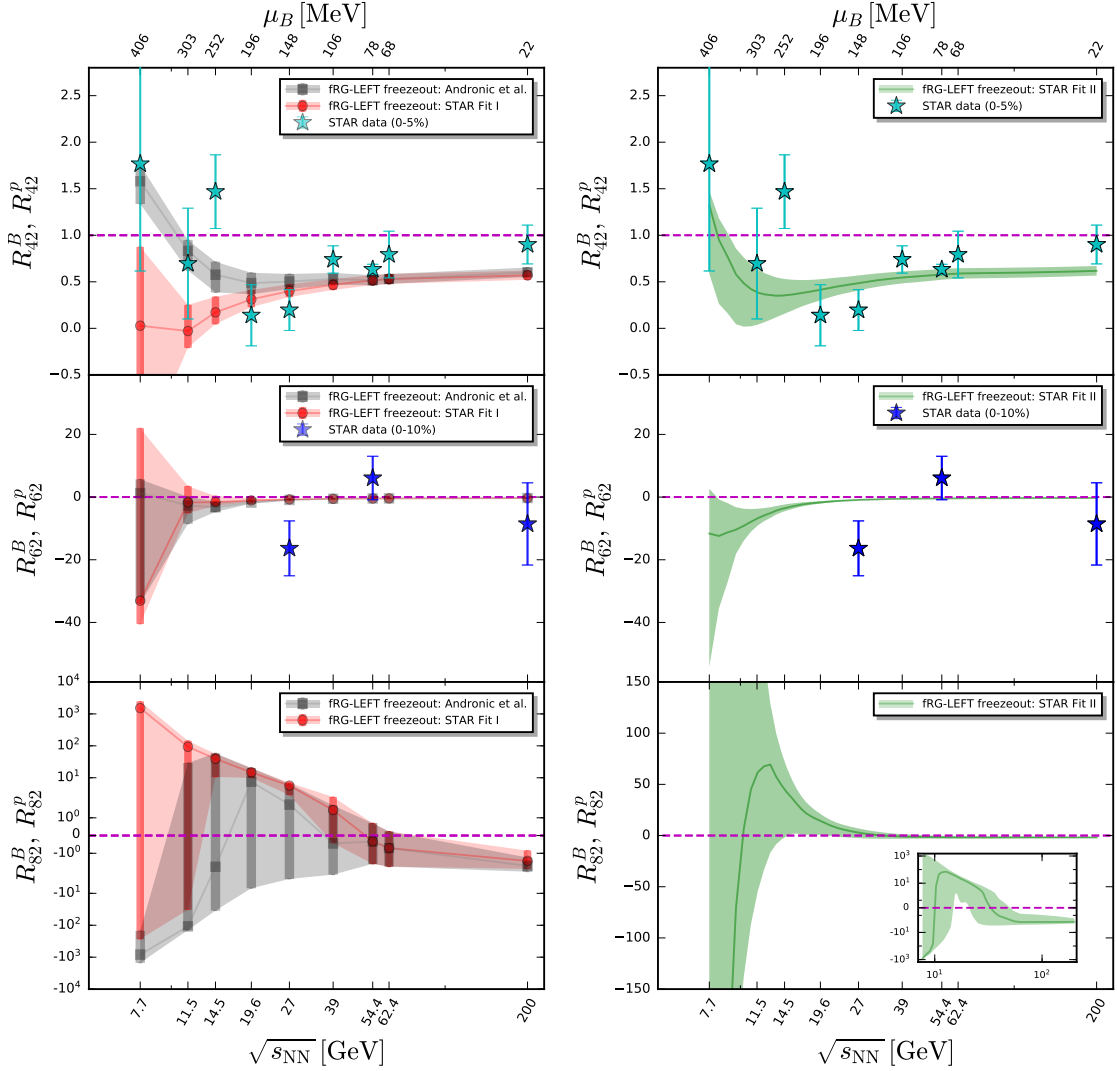 μ_B [MeV]
406 303 252 196 148 106 78 68 22
R^B_42, R^p_42
2.5
2.0
1.5
1.0
0.5
0.0
−0.5
fRG-LEFT freezeout: Andronic et al.
fRG-LEFT freezeout: STAR Fit I
STAR data (0-5%)
R^B_62, R^p_62
20
0
−20
−40
fRG-LEFT freezeout: Andronic et al.
fRG-LEFT freezeout: STAR Fit I
STAR data (0-10%)
R^B_82, R^p_82
10^4
10^3
10^2
10^1
10^0
0
−10^0
−10^1
−10^2
−10^3
−10^4
fRG-LEFT freezeout: Andronic et al.
fRG-LEFT freezeout: STAR Fit I
7.7 11.5 14.5 19.6 27 39 54.4 62.4 200
√s_NN [GeV]
μ_B [MeV]
406 303 252 196 148 106 78 68 22
R^B_42, R^p_42
2.5
2.0
1.5
1.0
0.5
0.0
−0.5
fRG-LEFT freezeout: STAR Fit II
STAR data (0-5%)
R^B_62, R^p_62
20
0
−20
−40
fRG-LEFT freezeout: STAR Fit II
STAR data (0-10%)
R^B_82, R^p_82
150
100
50
0
−50
−100
−150
fRG-LEFT freezeout: STAR Fit II
10^3
10^1
0
-10^1
-10^3
10^1 10^2
7.7 11.5 14.5 19.6 27 39 54.4 62.4 200
√s_NN [GeV]